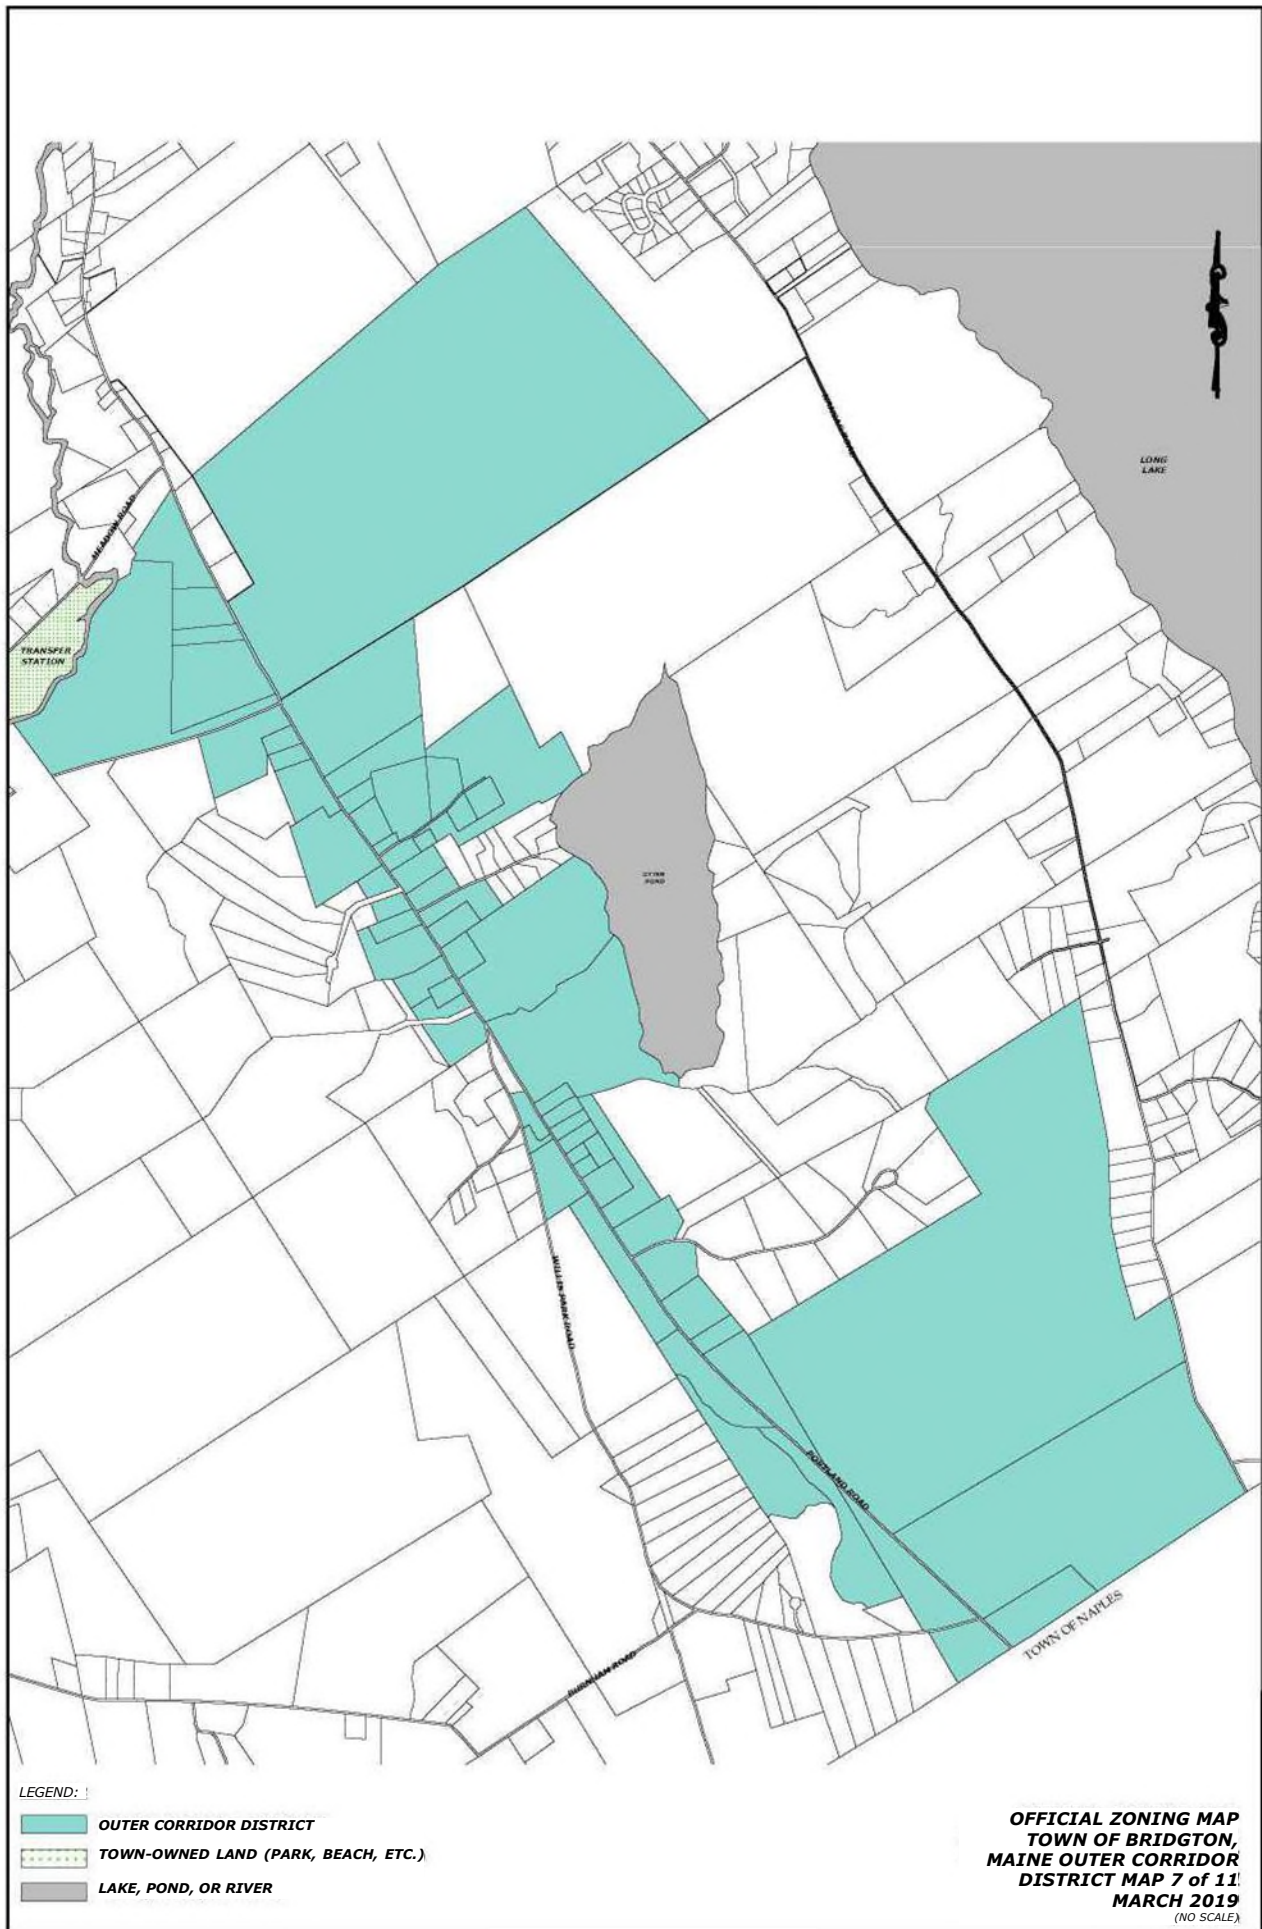 LONG
LAKE
MEADOW ROAD
TRANSFER
STATION
POND
WILLIS PARK ROAD
PORTLAND ROAD
TOWN OF NAPLES
BURNHAM ROAD
LEGEND:
OUTER CORRIDOR DISTRICT
TOWN-OWNED LAND (PARK, BEACH, ETC.)
LAKE, POND, OR RIVER
OFFICIAL ZONING MAP
TOWN OF BRIDGTON,
MAINE OUTER CORRIDOR
DISTRICT MAP 7 of 11
MARCH 2019
(NO SCALE)